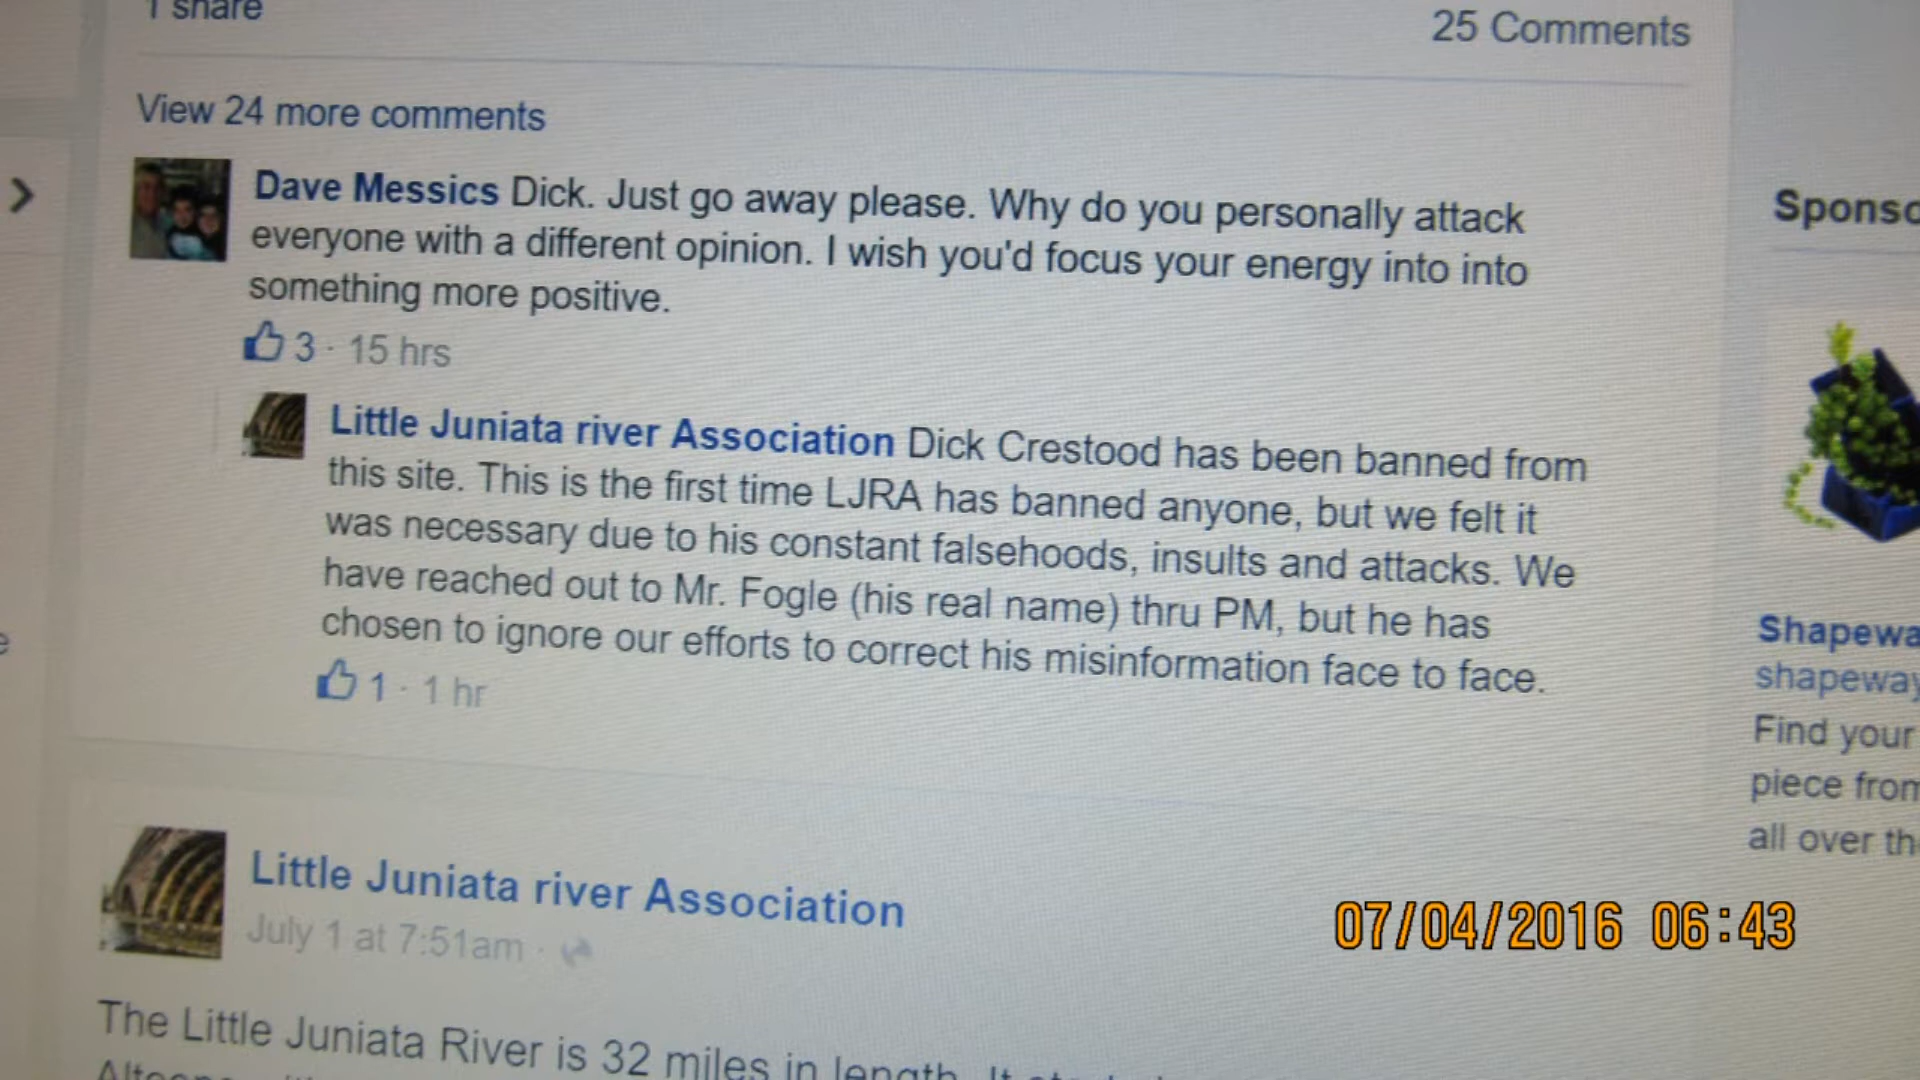 1 share
25 Comments
View 24 more comments
Dave Messics Dick. Just go away please. Why do you personally attack
everyone with a different opinion. I wish you'd focus your energy into into
something more positive.
3 · 15 hrs
Little Juniata river Association Dick Crestood has been banned from
this site. This is the first time LJRA has banned anyone, but we felt it
was necessary due to his constant falsehoods, insults and attacks. We
have reached out to Mr. Fogle (his real name) thru PM, but he has
chosen to ignore our efforts to correct his misinformation face to face.
1 · 1 hr
Little Juniata river Association
July 1 at 7:51am ·
The Little Juniata River is 32 miles in length. It
Sponso
Shapewa
shapeway
Find your
piece from
all over th
07/04/2016 06:43